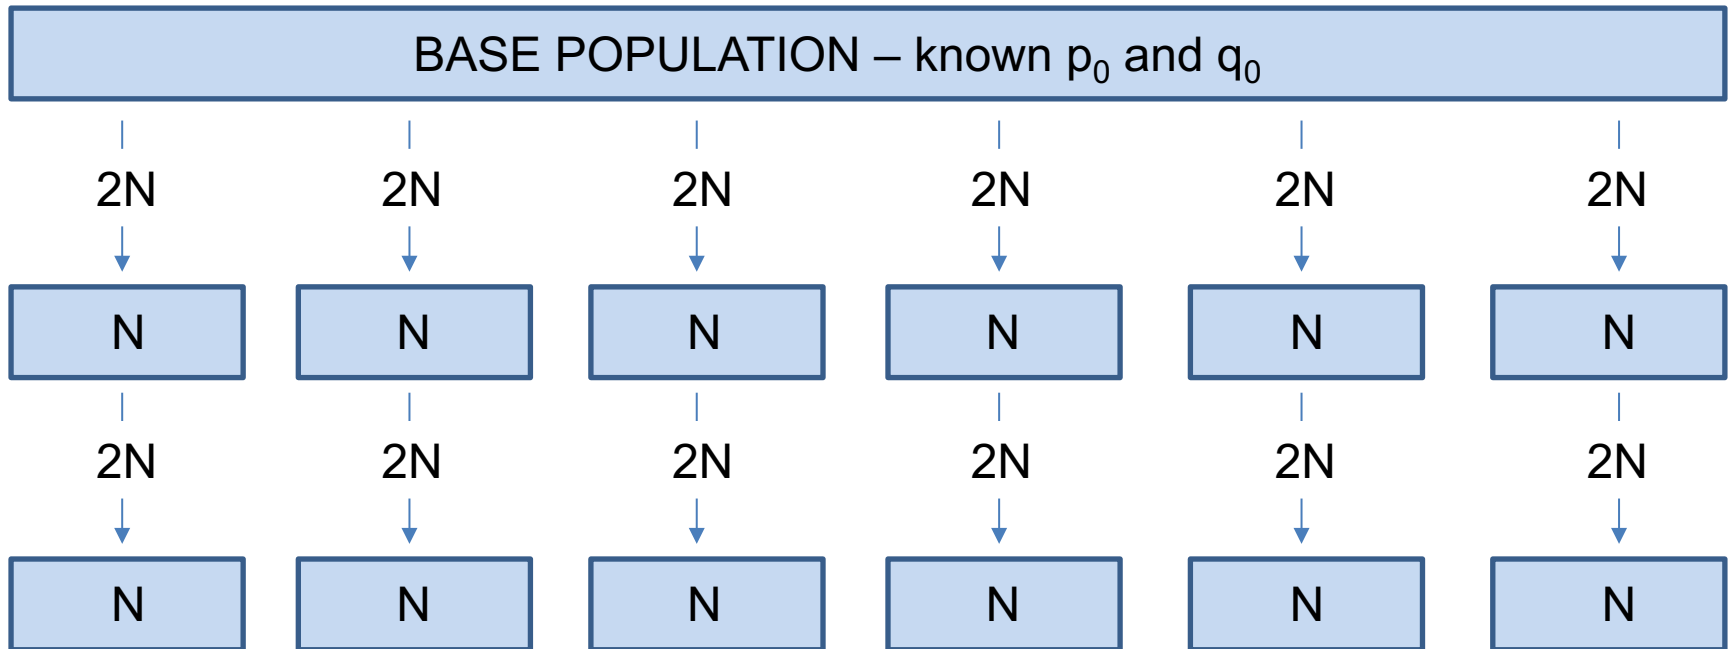 BASE POPULATION – known p₀ and q₀
2N 2N 2N 2N 2N 2N
N N N N N N
2N 2N 2N 2N 2N 2N
N N N N N N